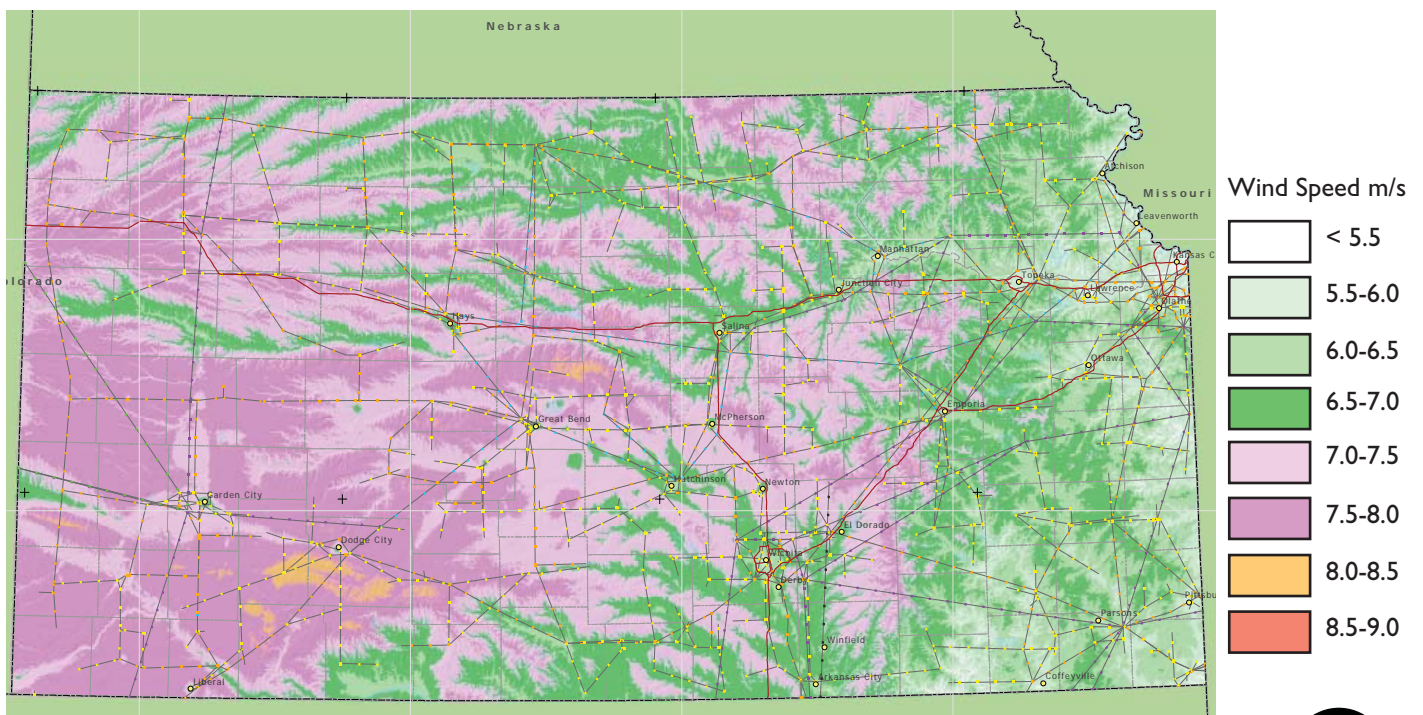 Nebraska
Atchison
Missouri
Leavenworth
Manhattan
Kansas C
Topeka
olorado
Junction City
Lawrence
Olathe
Hays
Salina
Ottawa
Emporia
Great Bend
McPherson
Hutchinson
Newton
Garden City
El Dorado
Dodge City
Wichita
Derby
Pittsbu
Parsons
Winfield
Liberal
Arkansas City
Coffeyville
Wind Speed m/s
< 5.5
5.5-6.0
6.0-6.5
6.5-7.0
7.0-7.5
7.5-8.0
8.0-8.5
8.5-9.0